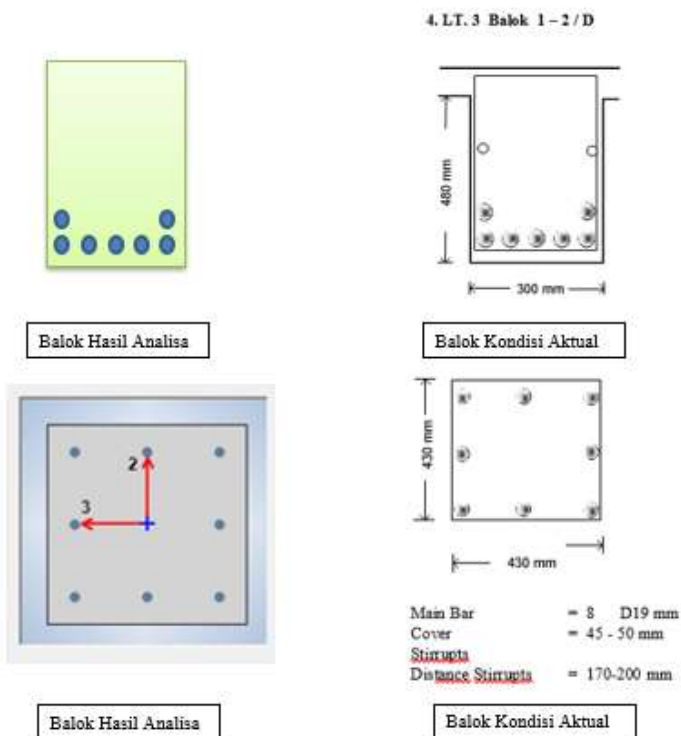 4. LT. 3 Balok 1 – 2 / D
480 mm
300 mm
Balok Hasil Analisa
Balok Kondisi Aktual
2
3
430 mm
430 mm
Main Bar = 8 D19 mm
Cover = 45 - 50 mm
Stirrupts
Distance Stirrupts = 170-200 mm
Balok Hasil Analisa
Balok Kondisi Aktual